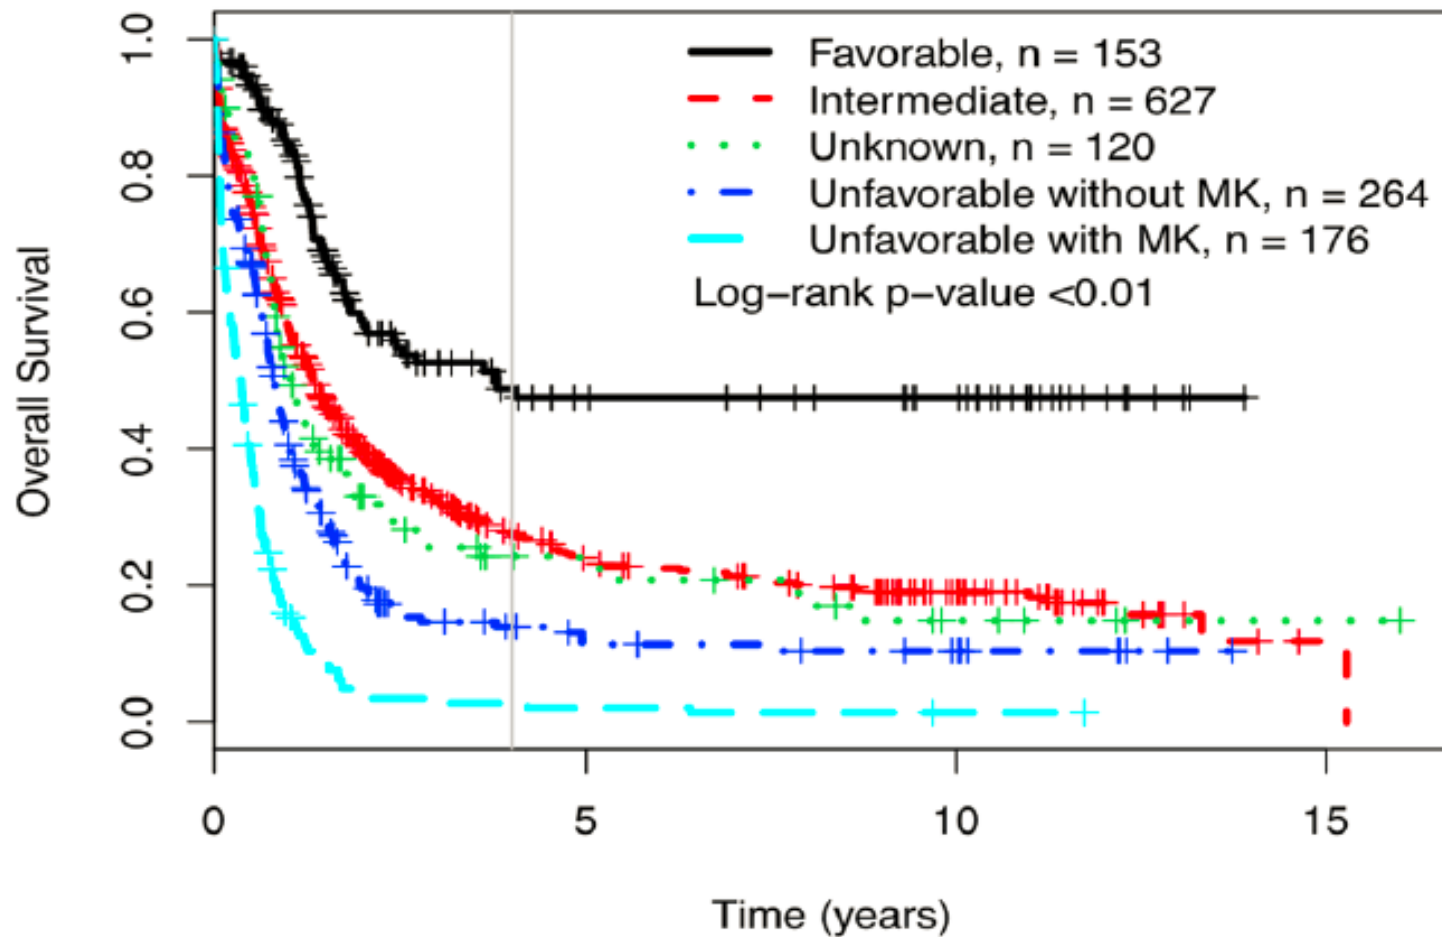 Favorable, n = 153
Intermediate, n = 627
Unknown, n = 120
Unfavorable without MK, n = 264
Unfavorable with MK, n = 176
Log-rank p-value <0.01
Overall Survival
1.0
0.8
0.6
0.4
0.2
0.0
0 5 10 15
Time (years)